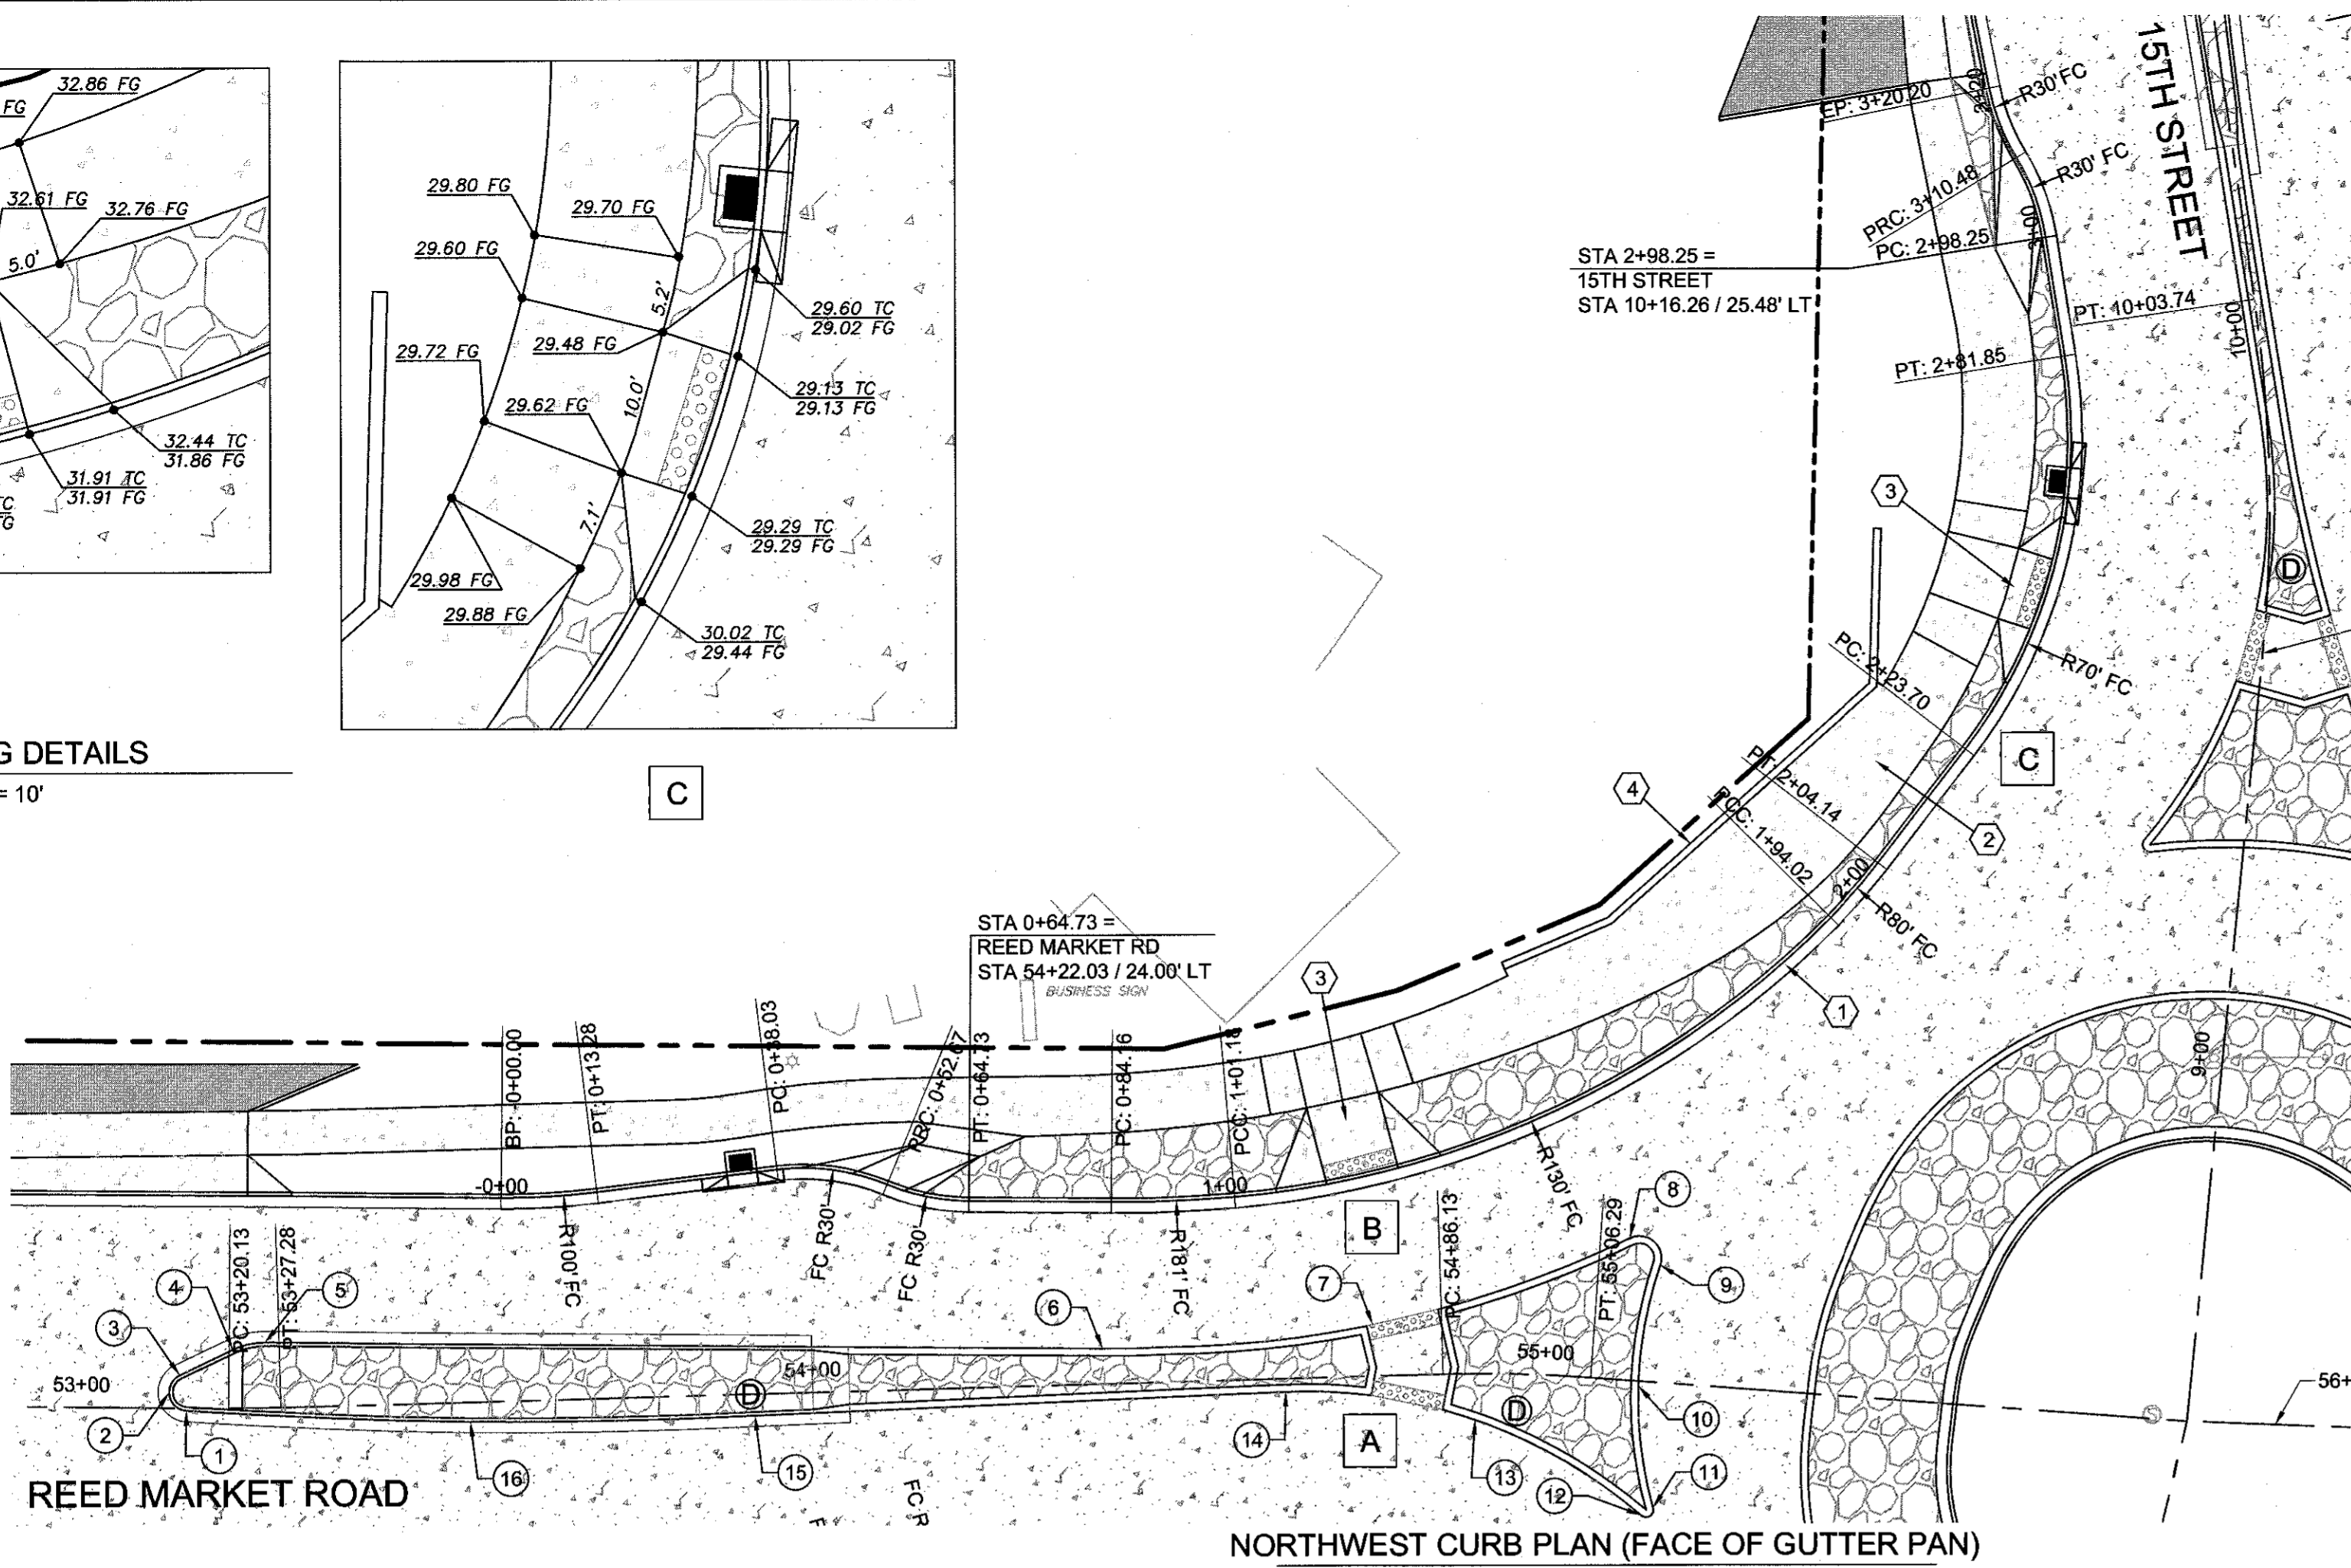 32.86 FG
FG
32.61 FG
32.76 FG
5.0'
32.44 TC
31.86 FG
31.91 TC
31.91 FG
TC
FG
G DETAILS
= 10'
29.80 FG
29.70 FG
29.60 FG
5.2'
29.48 FG
29.60 TC
29.02 FG
29.72 FG
29.62 FG
10.0'
29.13 TC
29.13 FG
7.1'
29.98 FG
29.88 FG
29.29 TC
29.29 FG
30.02 TC
29.44 FG
C
15TH STREET
EP: 3+20.20
3+20
R30' FC
R30' FC
PRC: 3+10.48
3+00
PC: 2+98.25
STA 2+98.25 =
15TH STREET
STA 10+16.26 / 25.48' LT
PT: 10+03.74
10+00
PT: 2+81.85
3
D
PC: 2+23.70
R70' FC
C
PT: 2+04.14
4
PCC: 1+94.02
2
2+00
R80' FC
1
STA 0+64.73 =
REED MARKET RD
STA 54+22.03 / 24.00' LT
BUSINESS SIGN
3
BP: -0+00.00
PT: 0+13.28
PC: 0+38.03
PRC: 0+52.67
PT: 0+64.73
PC: 0+84.76
PCC: 1+01.18
9+00
-0+00
1+00
R100' FC
FC R30'
FC R30'
R181' FC
R130' FC
B
PC: 54+86.13
PT: 55+06.29
8
9
PC: 53+20.13
PT: 53+27.28
4
5
3
6
7
53+00
54+00
55+00
D
D
56+
2
1
16
15
14
A
13
12
11
10
FC R
REED MARKET ROAD
NORTHWEST CURB PLAN (FACE OF GUTTER PAN)